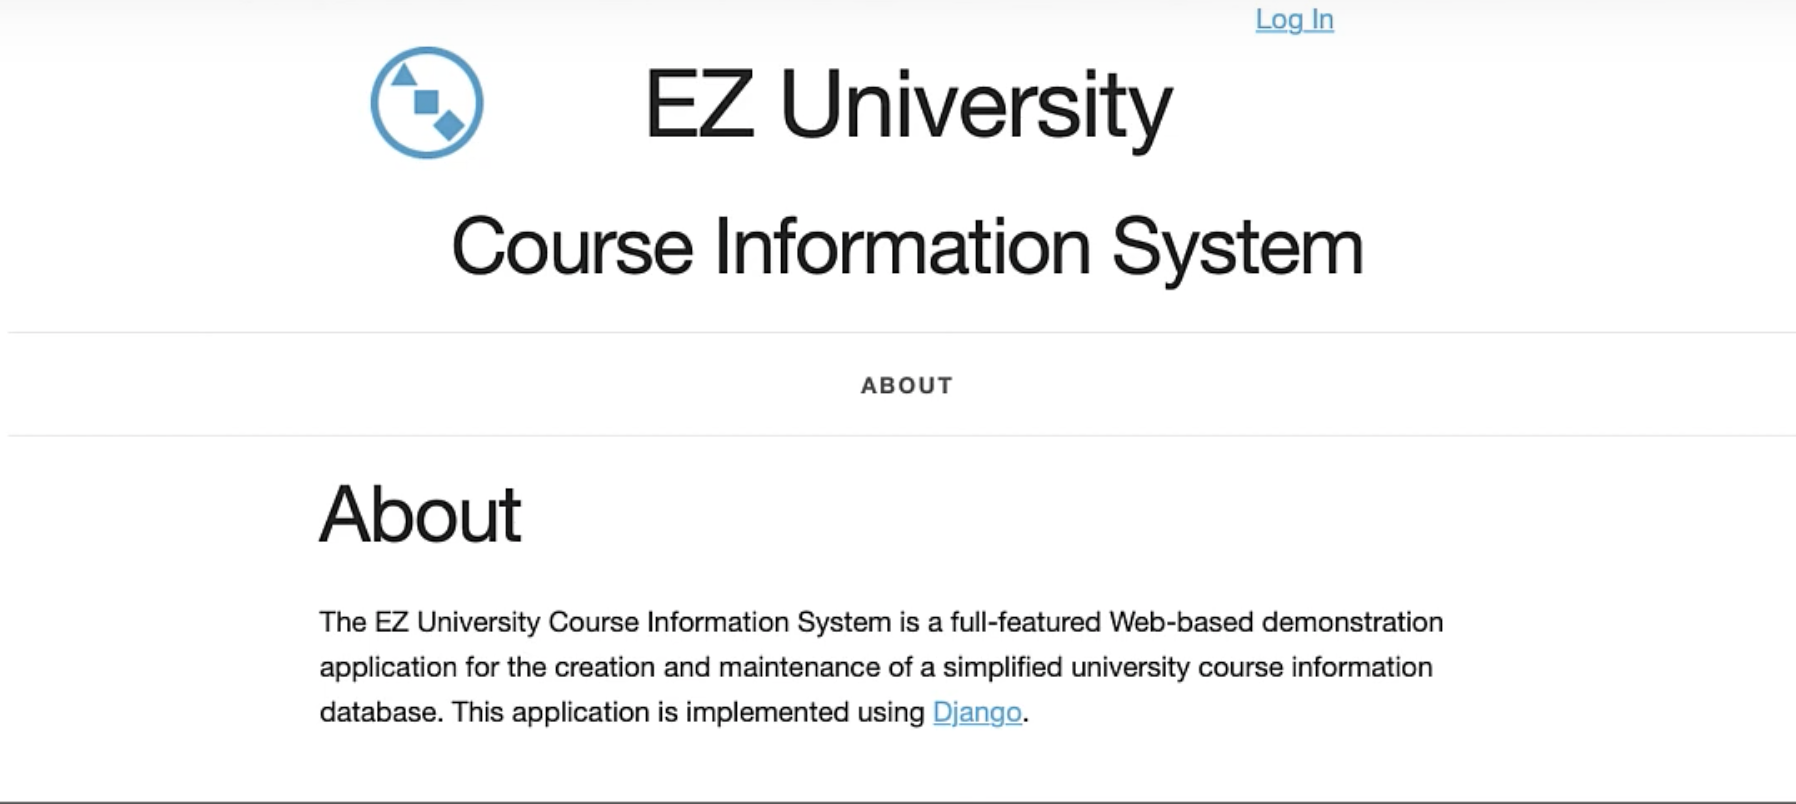 Log In
EZ University
Course Information System
ABOUT
About
The EZ University Course Information System is a full-featured Web-based demonstration
application for the creation and maintenance of a simplified university course information
database. This application is implemented using Django.